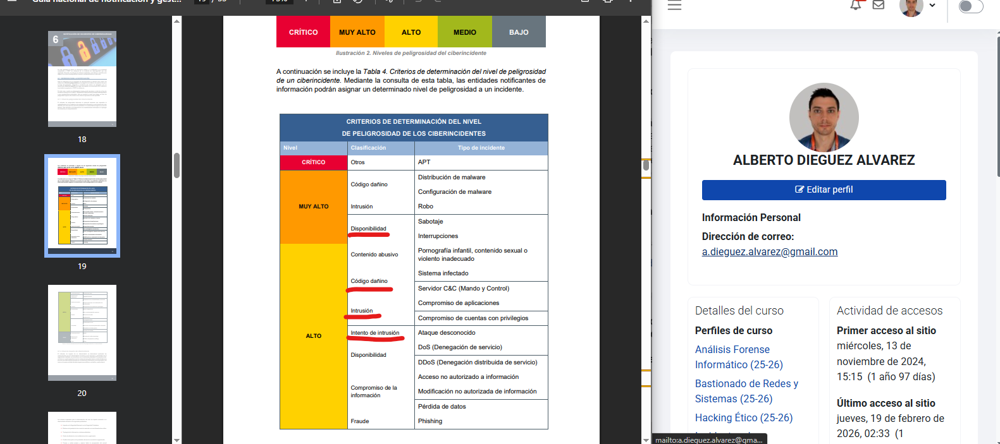 Guía nacional de notificación y gest...
19 / 53
6
18
19
20
CRÍTICO MUY ALTO ALTO MEDIO BAJO
Ilustración 2. Niveles de peligrosidad del ciberincidente
A continuación se incluye la Tabla 4. Criterios de determinación del nivel de peligrosidad
de un ciberincidente. Mediante la consulta de esta tabla, las entidades notificantes de
información podrán asignar un determinado nivel de peligrosidad a un incidente.
CRITERIOS DE DETERMINACIÓN DEL NIVEL
DE PELIGROSIDAD DE LOS CIBERINCIDENTES
Nivel Clasificación Tipo de incidente
CRÍTICO Otros APT
Distribución de malware
Código dañino
Configuración de malware
MUY ALTO Intrusión Robo
Sabotaje
Disponibilidad
Interrupciones
Contenido abusivo Pornografía infantil, contenido sexual o
violento inadecuado
Sistema infectado
Código dañino
Servidor C&C (Mando y Control)
Compromiso de aplicaciones
Intrusión
Compromiso de cuentas con privilegios
ALTO Intento de intrusión Ataque desconocido
DoS (Denegación de servicio)
Disponibilidad
DDoS (Denegación distribuida de servicio)
Acceso no autorizado a información
Compromiso de la
información
Modificación no autorizada de información
Pérdida de datos
Fraude Phishing
ALBERTO DIEGUEZ ALVAREZ
Editar perfil
Información Personal
Dirección de correo:
a.dieguez.alvarez@gmail.com
Detalles del curso
Perfiles de curso
Análisis Forense
Informático (25-26)
Bastionado de Redes y
Sistemas (25-26)
Hacking Ético (25-26)
Actividad de accesos
Primer acceso al sitio
miércoles, 13 de
noviembre de 2024,
15:15 (1 año 97 días)
Último acceso al sitio
jueves, 19 de febrero de
2026, 02:33 (1
mailto:a.dieguez.alvarez@gma...